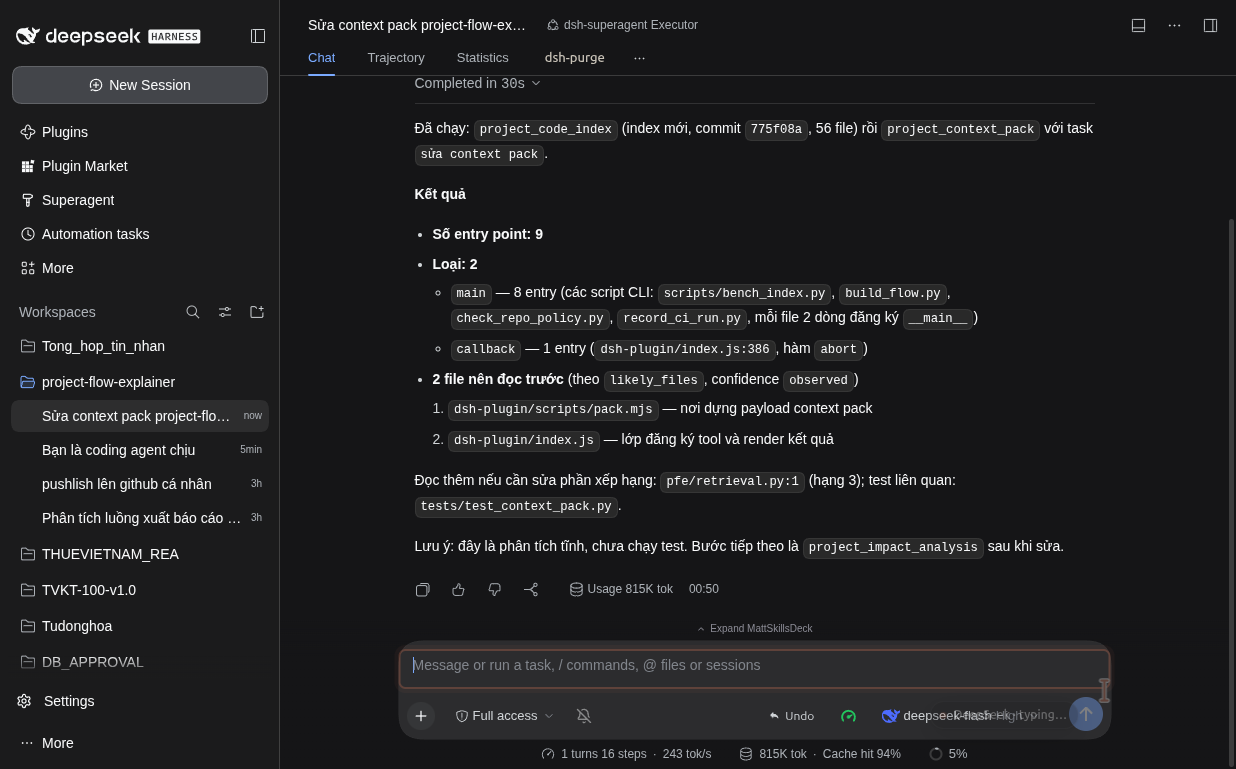 deepseek HARNESS
New Session
Plugins
Plugin Market
Superagent
Automation tasks
More
Workspaces
Tong_hop_tin_nhan
project-flow-explainer
Sửa context pack project-flo… now
Bạn là coding agent chịu 5min
pushlish lên github cá nhân 3h
Phân tích luồng xuất báo cáo … 3h
THUEVIETNAM_REA
TVKT-100-v1.0
Tudonghoa
DB_APPROVAL
Settings
More
Sửa context pack project-flow-ex… dsh-superagent Executor
Chat Trajectory Statistics dsh-purge
Completed in 30s
Đã chạy: project_code_index (index mới, commit 775f08a, 56 file) rồi project_context_pack với task
sửa context pack.
Kết quả
Số entry point: 9
Loại: 2
main — 8 entry (các script CLI: scripts/bench_index.py, build_flow.py,
check_repo_policy.py, record_ci_run.py, mỗi file 2 dòng đăng ký __main__)
callback — 1 entry (dsh-plugin/index.js:386, hàm abort)
2 file nên đọc trước (theo likely_files, confidence observed)
1. dsh-plugin/scripts/pack.mjs — nơi dựng payload context pack
2. dsh-plugin/index.js — lớp đăng ký tool và render kết quả
Đọc thêm nếu cần sửa phần xếp hạng: pfe/retrieval.py:1 (hạng 3); test liên quan:
tests/test_context_pack.py.
Lưu ý: đây là phân tích tĩnh, chưa chạy test. Bước tiếp theo là project_impact_analysis sau khi sửa.
Usage 815K tok 00:50
Expand MattSkillsDeck
Message or run a task, / commands, @ files or sessions
Full access Undo deepseek-flash High
1 turns 16 steps · 243 tok/s 815K tok · Cache hit 94% 5%